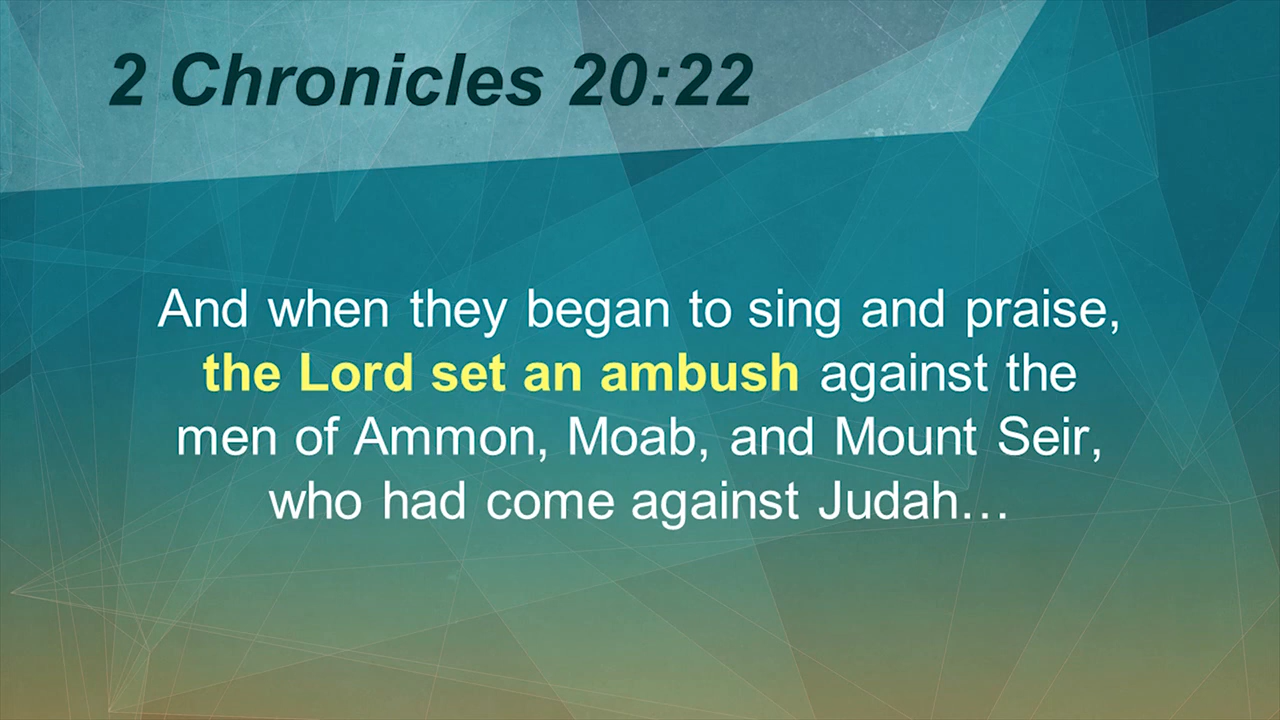 2 Chronicles 20:22
And when they began to sing and praise,
the Lord set an ambush against the
men of Ammon, Moab, and Mount Seir,
who had come against Judah…